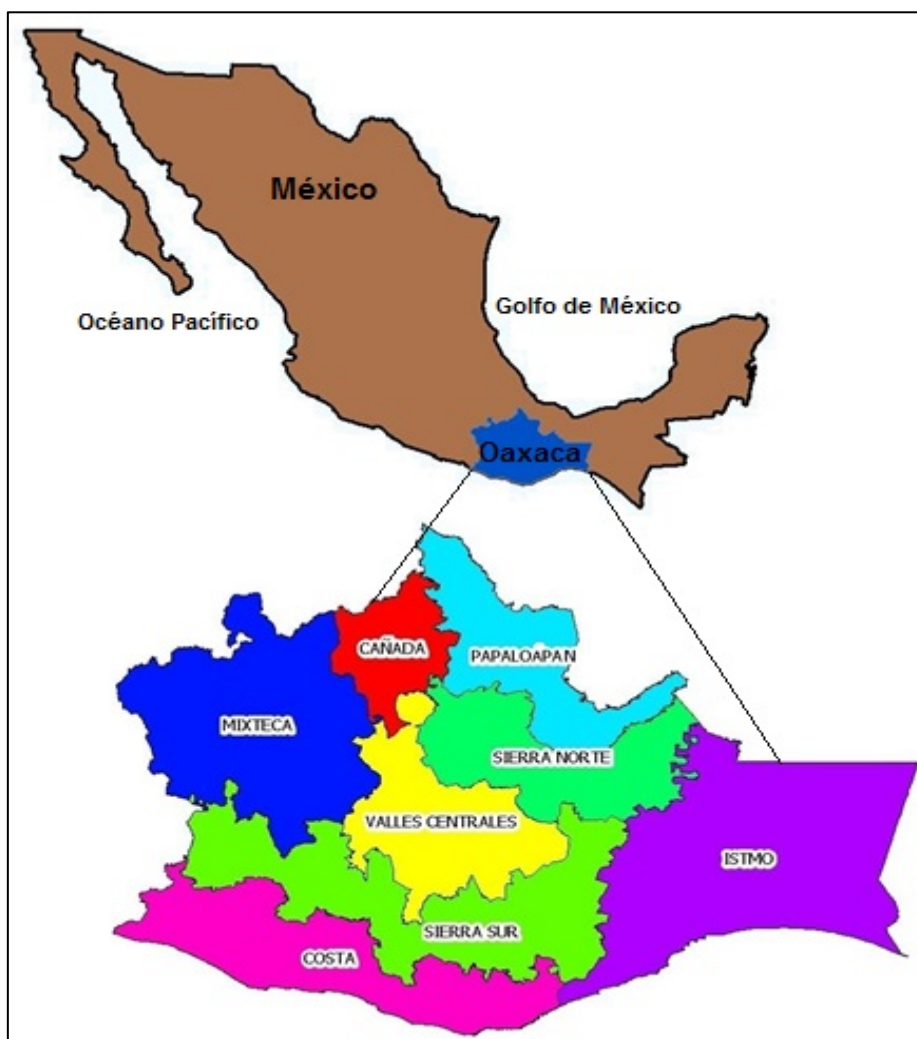 México
Golfo de México
Océano Pacífico
Oaxaca
CAÑADA
PAPALOAPAN
MIXTECA
SIERRA NORTE
VALLES CENTRALES
ISTMO
SIERRA SUR
COSTA